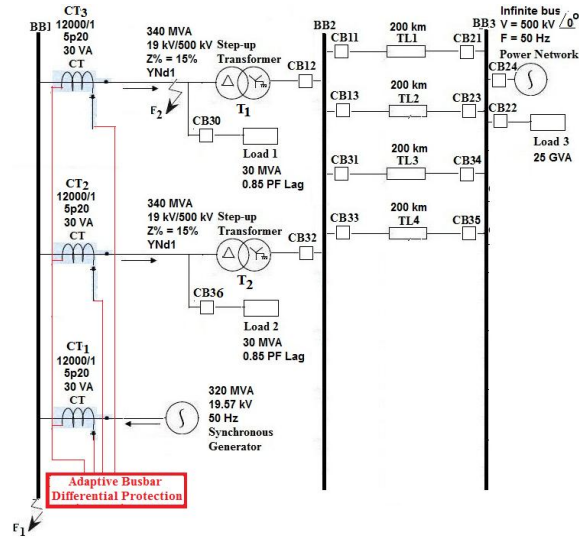 BB1
CT3
12000/1
5p20
30 VA
CT
340 MVA
19 kV/500 kV
Z% = 15%
YNd1
Step-up
Transformer
T1
F2
CB12
CB30
Load 1
30 MVA
0.85 PF Lag
CT2
12000/1
5p20
30 VA
CT
340 MVA
19 kV/500 kV
Z% = 15%
YNd1
Step-up
Transformer
T2
CB32
CB36
Load 2
30 MVA
0.85 PF Lag
CT1
12000/1
5p20
30 VA
CT
320 MVA
19.57 kV
50 Hz
Synchronous
Generator
Adaptive Busbar
Differential Protection
F1
BB2
CB11
200 km
TL1
CB21
CB13
200 km
TL2
CB23
CB31
200 km
TL3
CB34
CB33
200 km
TL4
CB35
BB3
Infinite bus
V = 500 kV /0°
F = 50 Hz
Power Network
CB24
CB22
Load 3
25 GVA